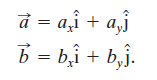 a⃗ = aₓî + a_yĵ
b⃗ = bₓî + b_yĵ.